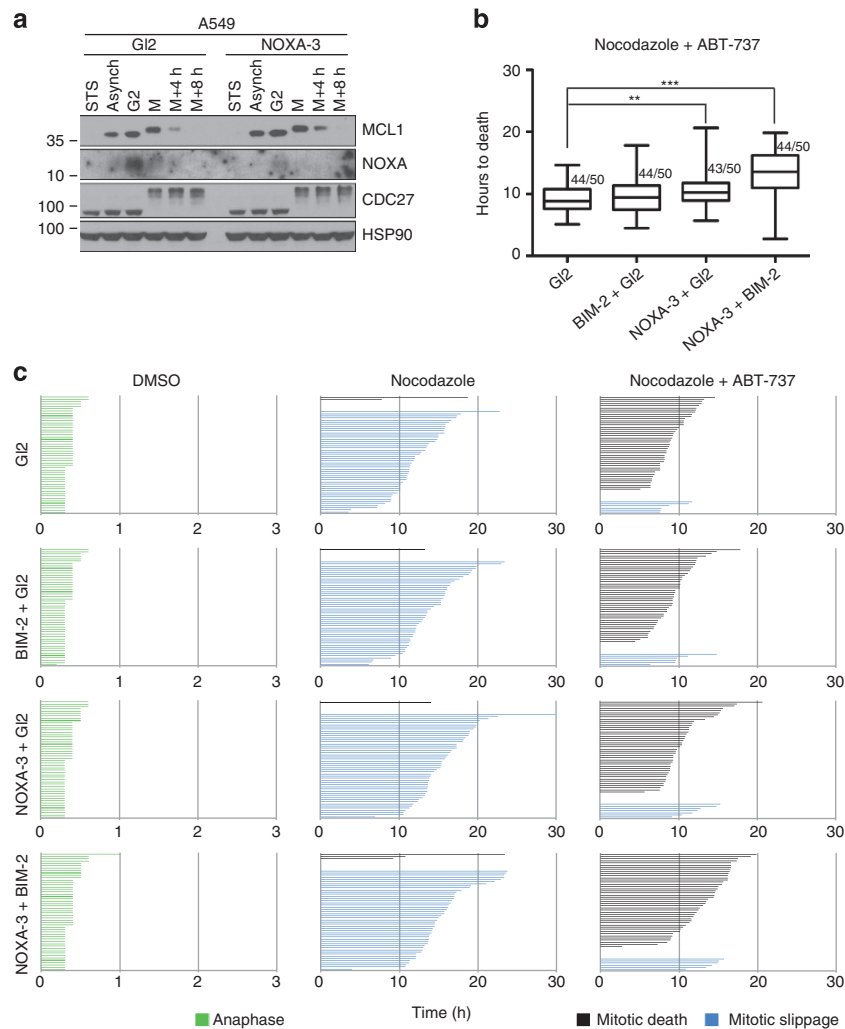 a
A549
Gl2 NOXA-3
STS Asynch G2 M M+4 h M+8 h STS Asynch G2 M M+4 h M+8 h
35 – MCL1
10 – NOXA
100 – CDC27
100 – HSP90
b
Nocodazole + ABT-737
Hours to death
30
20
10
0
***
**
44/50 44/50 43/50 44/50
Gl2 BIM-2 + Gl2 NOXA-3 + Gl2 NOXA-3 + BIM-2
c
DMSO Nocodazole Nocodazole + ABT-737
Gl2
0 1 2 3 0 10 20 30 0 10 20 30
BIM-2 + Gl2
0 1 2 3 0 10 20 30 0 10 20 30
NOXA-3 + Gl2
0 1 2 3 0 10 20 30 0 10 20 30
NOXA-3 + BIM-2
0 1 2 3 0 10 20 30 0 10 20 30
Time (h)
Anaphase Mitotic death Mitotic slippage